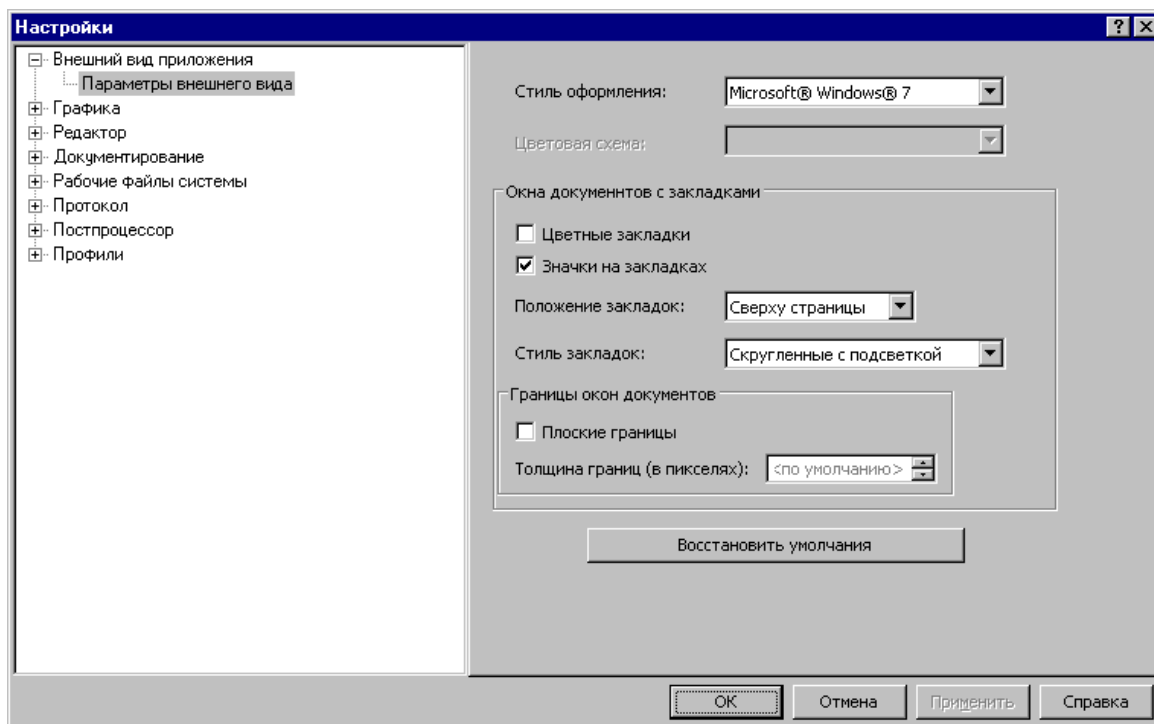 Настройки
Внешний вид приложения
Параметры внешнего вида
Графика
Редактор
Документирование
Рабочие файлы системы
Протокол
Постпроцессор
Профили
Стиль оформления: Microsoft® Windows® 7
Цветовая схема:
Окна докуменнтов с закладками
Цветные закладки
Значки на закладках
Положение закладок: Сверху страницы
Стиль закладок: Скругленные с подсветкой
Границы окон документов
Плоские границы
Толщина границ (в пикселях): <по умолчанию>
Восстановить умолчания
ОК Отмена Применить Справка